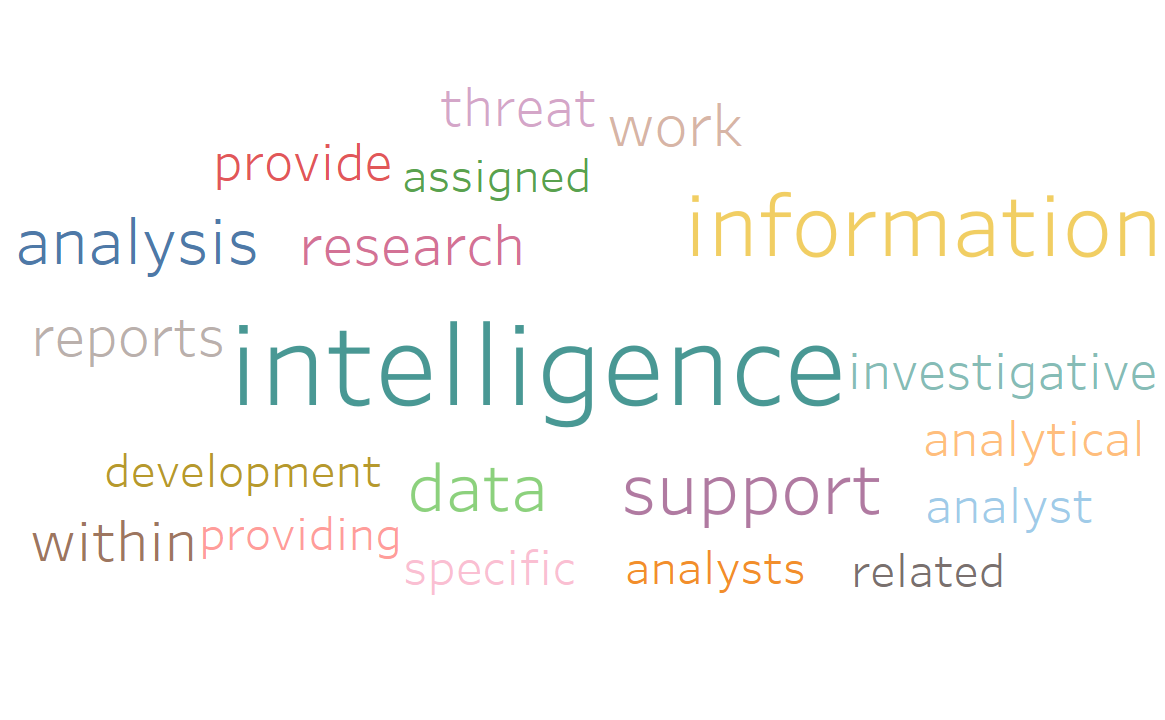 threat work
provide assigned
information
analysis research
reports intelligence investigative
analytical
development data support analyst
within providing
specific analysts related